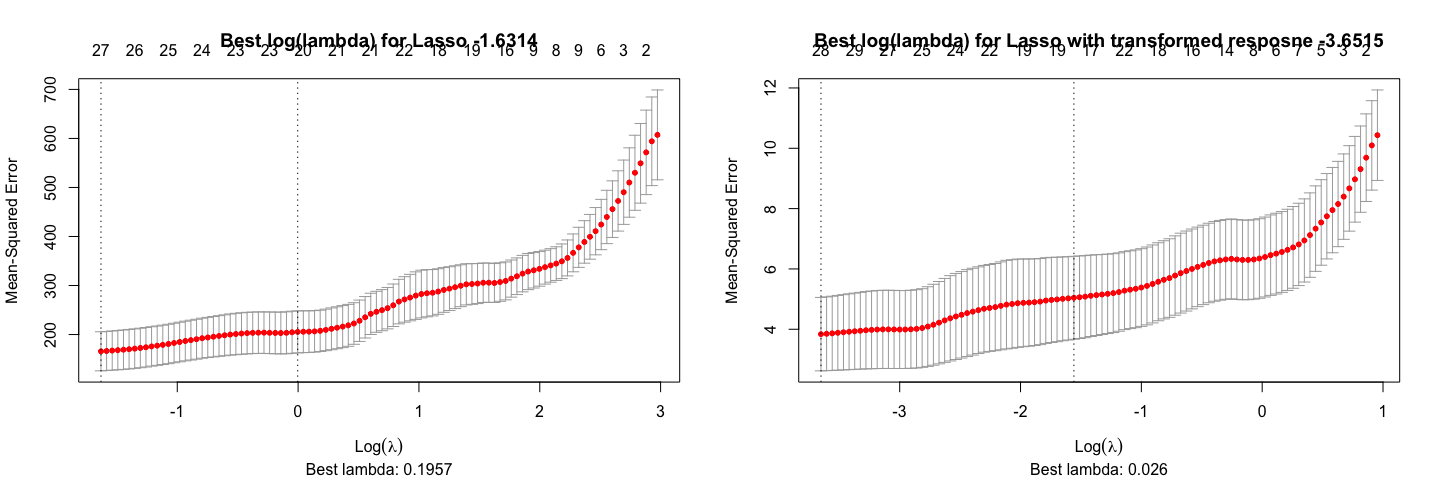 Best log(lambda) for Lasso -1.6314
27 26 25 24 23 23 20 21 21 22 18 19 16 9 8 9 6 3 2
Mean-Squared Error
700
600
500
400
300
200
-1 0 1 2 3
Log(λ)
Best lambda: 0.1957
Best log(lambda) for Lasso with transformed resposne -3.6515
28 29 27 25 24 22 19 19 17 22 18 16 14 8 6 7 5 3 2
Mean-Squared Error
12
10
8
6
4
-3 -2 -1 0 1
Log(λ)
Best lambda: 0.026